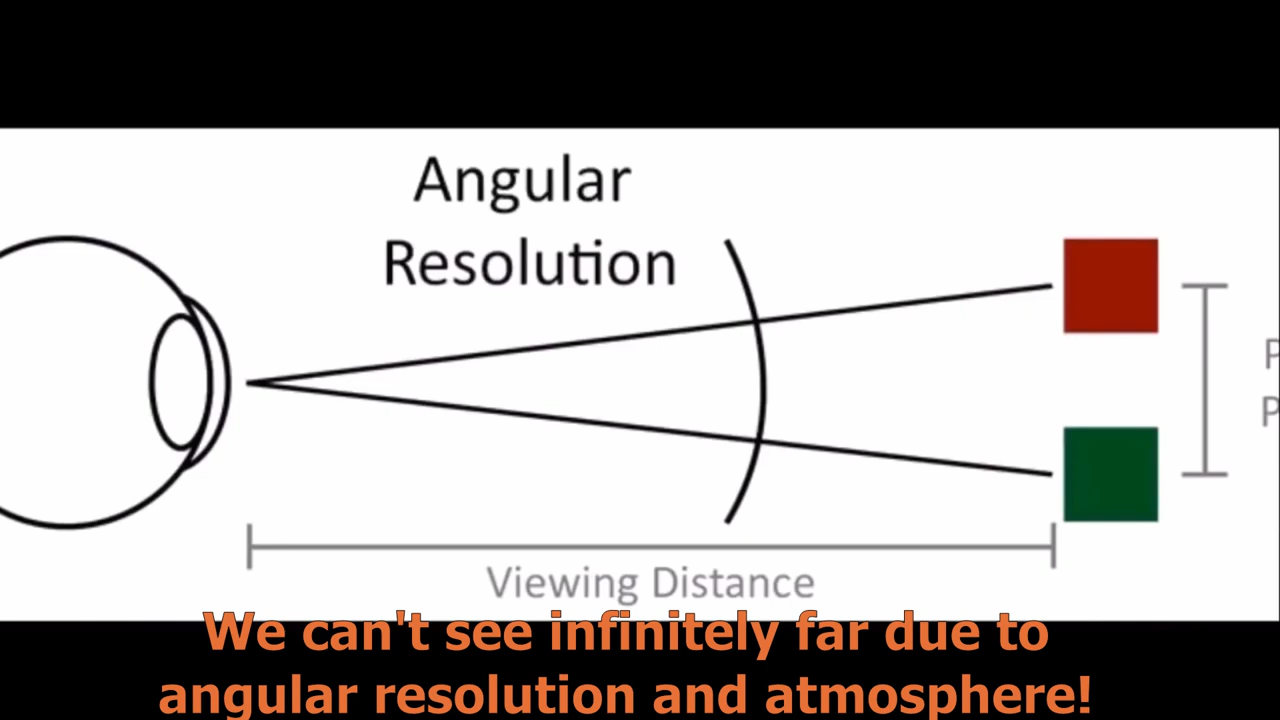 Angular
Resolution
P
P
Viewing Distance
We can't see infinitely far due to
angular resolution and atmosphere!